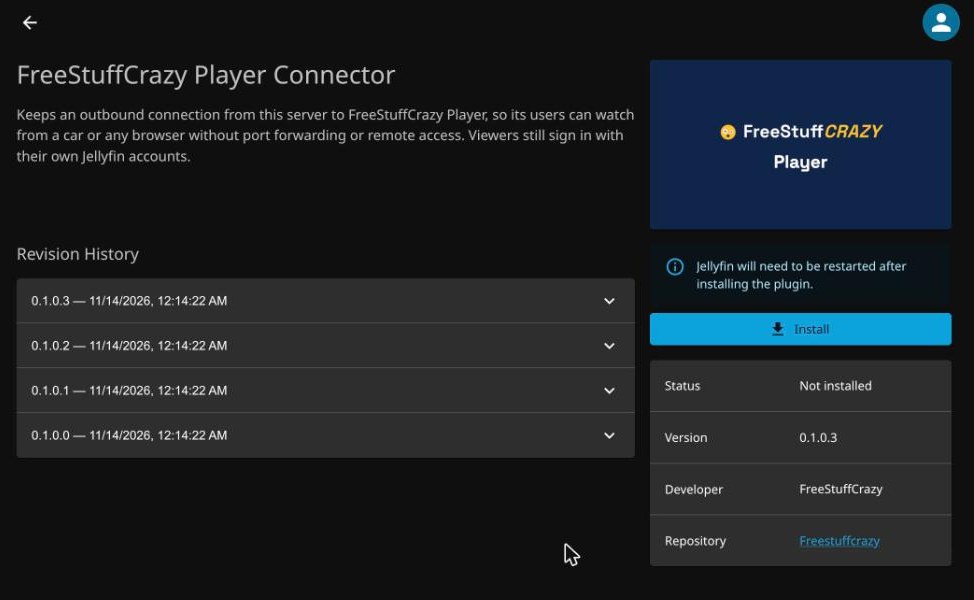 FreeStuffCrazy Player Connector
Keeps an outbound connection from this server to FreeStuffCrazy Player, so its users can watch
from a car or any browser without port forwarding or remote access. Viewers still sign in with
their own Jellyfin accounts.
FreeStuffCRAZY
Player
Revision History
0.1.0.3 — 11/14/2026, 12:14:22 AM
0.1.0.2 — 11/14/2026, 12:14:22 AM
0.1.0.1 — 11/14/2026, 12:14:22 AM
0.1.0.0 — 11/14/2026, 12:14:22 AM
Jellyfin will need to be restarted after
installing the plugin.
Install
Status Not installed
Version 0.1.0.3
Developer FreeStuffCrazy
Repository Freestuffcrazy